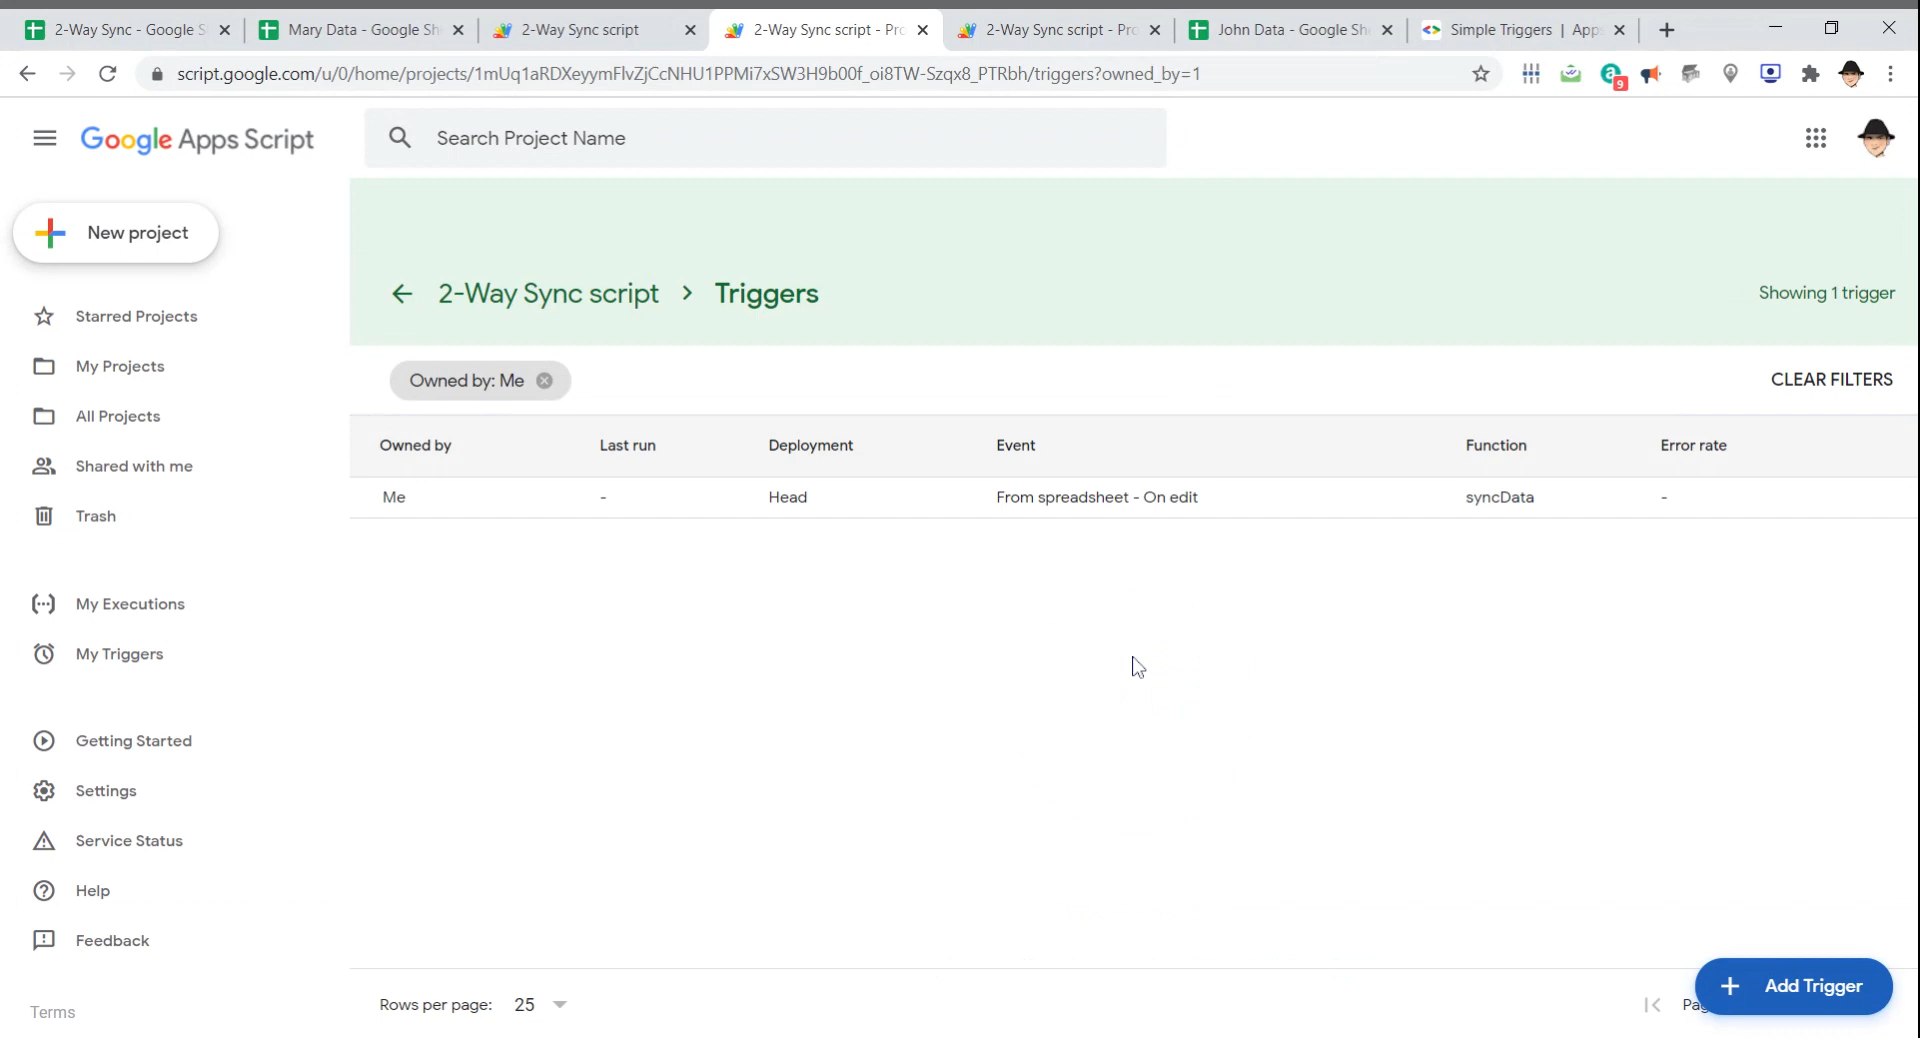 2-Way Sync - Google S
Mary Data - Google Sh
2-Way Sync script
2-Way Sync script - Pro
2-Way Sync script - Pro
John Data - Google She
Simple Triggers | Apps
script.google.com/u/0/home/projects/1mUq1aRDXeyymFlvZjCcNHU1PPMi7xSW3H9b00f_oi8TW-Szqx8_PTRbh/triggers?owned_by=1
9
Google Apps Script
Search Project Name
New project
2-Way Sync script > Triggers
Showing 1 trigger
Starred Projects
My Projects
All Projects
Shared with me
Trash
My Executions
My Triggers
Getting Started
Settings
Service Status
Help
Feedback
Terms
Owned by: Me
CLEAR FILTERS
Owned by Last run Deployment Event Function Error rate
Me - Head From spreadsheet - On edit syncData -
Rows per page: 25
Pag
Add Trigger